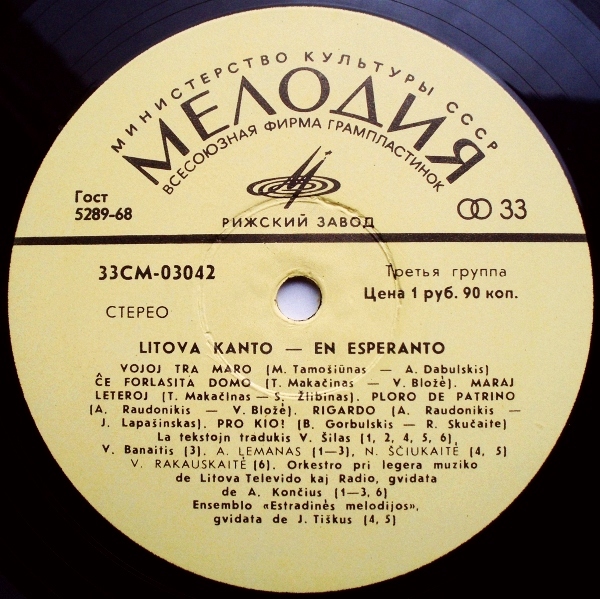 МИНИСТЕРСТВО КУЛЬТУРЫ СССР
МЕЛОДИЯ
ВСЕСОЮЗНАЯ ФИРМА ГРАМПЛАСТИНОК
Гост
5289-68
33
РИЖСКИЙ ЗАВОД
33СМ-03042
Третья группа
Цена 1 руб. 90 коп.
СТЕРЕО
LITOVA KANTO — EN ESPERANTO
VOJOJ TRA MARO (M. Tamošiūnas — A. Dabulskis)
ĈE FORLASITA DOMO (T. Makačinas — V. Bložė). MARAJ
LETEROJ (T. Makačinas — S. Žlibinas). PLORO DE PATRINO
(A. Raudonikis — V. Bložė). RIGARDO (A. Raudonikis —
J. Lapašinskas). PRO KIO! (B. Gorbulskis — R. Skučaite)
La tekstojn tradukis V. Šilas (1, 2, 4, 5, 6),
V. Banaitis (3). A. LEMANAS (1—3), N. ŠČIUKAITĖ (4, 5)
V. RAKAUSKAITĖ (6). Orkestro pri legera muziko
de Litova Televido kaj Radio, gvidata
de A. Končius (1—3, 6)
Ensemblo «Estradinės melodijos»,
gvidata de J. Tiškus (4, 5)